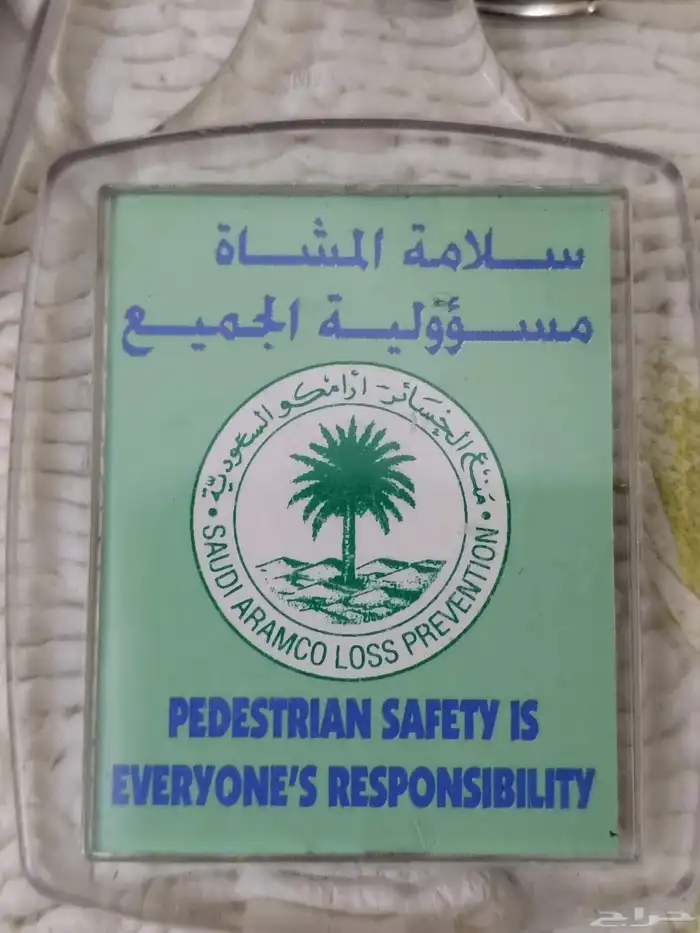 سلامة المشاة
مسؤولية الجميع
منع الخسائر أرامكو السعودية
SAUDI ARAMCO LOSS PREVENTION
PEDESTRIAN SAFETY IS
EVERYONE'S RESPONSIBILITY
حراج